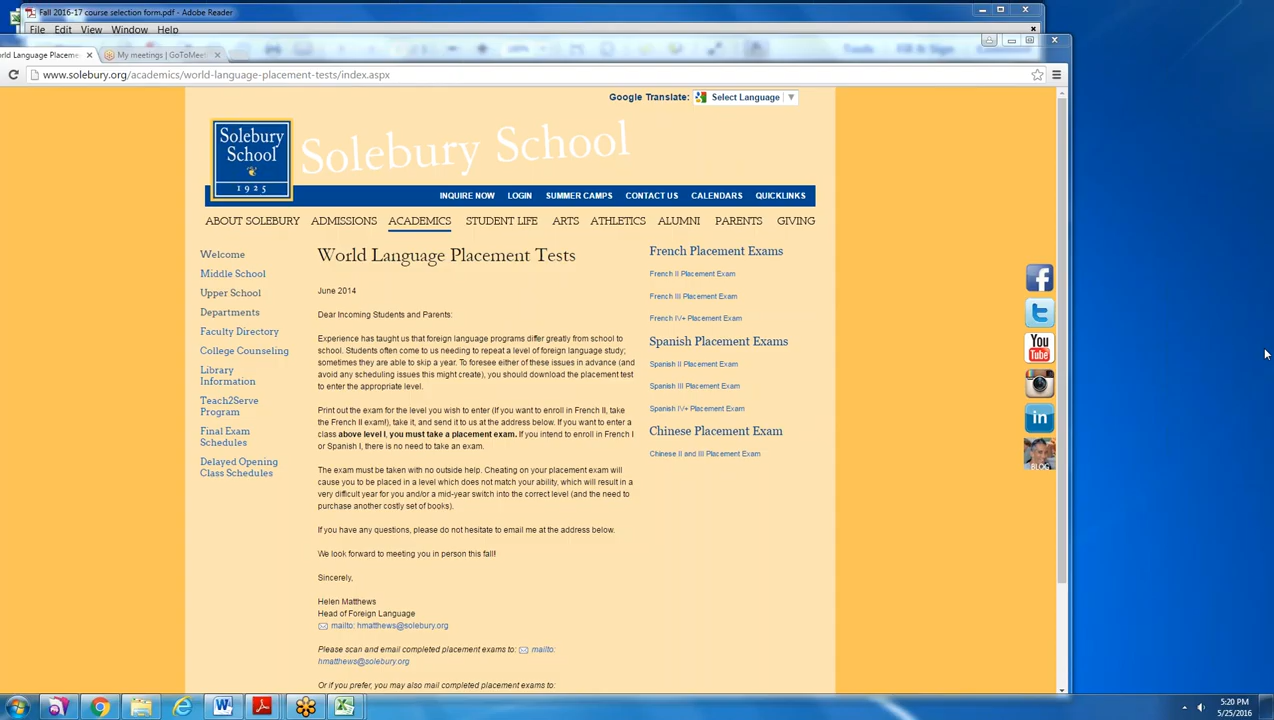 Fall 2016-17 course selection form.pdf - Adobe Reader
File Edit View Window Help
orld Language Placeme
My meetings | GoToMeeti
www.solebury.org/academics/world-language-placement-tests/index.aspx
Google Translate: Select Language
Solebury
School
1925
Solebury School
INQUIRE NOW LOGIN SUMMER CAMPS CONTACT US CALENDARS QUICKLINKS
ABOUT SOLEBURY ADMISSIONS ACADEMICS STUDENT LIFE ARTS ATHLETICS ALUMNI PARENTS GIVING
Welcome
Middle School
Upper School
Departments
Faculty Directory
College Counseling
Library
Information
Teach2Serve
Program
Final Exam
Schedules
Delayed Opening
Class Schedules
World Language Placement Tests
June 2014
Dear Incoming Students and Parents:
Experience has taught us that foreign language programs differ greatly from school to
school. Students often come to us needing to repeat a level of foreign language study;
sometimes they are able to skip a year. To foresee either of these issues in advance (and
avoid any scheduling issues this might create), you should download the placement test
to enter the appropriate level.
Print out the exam for the level you wish to enter (If you want to enroll in French II, take
the French II exam!), take it, and send it to us at the address below. If you want to enter a
class above level I, you must take a placement exam. If you intend to enroll in French I
or Spanish I, there is no need to take an exam.
The exam must be taken with no outside help. Cheating on your placement exam will
cause you to be placed in a level which does not match your ability, which will result in a
very difficult year for you and/or a mid-year switch into the correct level (and the need to
purchase another costly set of books).
If you have any questions, please do not hesitate to email me at the address below.
We look forward to meeting you in person this fall!
Sincerely,
Helen Matthews
Head of Foreign Language
mailto: hmatthews@solebury.org
Please scan and email completed placement exams to: mailto:
hmatthews@solebury.org
Or if you prefer, you may also mail completed placement exams to:
French Placement Exams
French II Placement Exam
French III Placement Exam
French IV+ Placement Exam
Spanish Placement Exams
Spanish II Placement Exam
Spanish III Placement Exam
Spanish IV+ Placement Exam
Chinese Placement Exam
Chinese II and III Placement Exam
You
Tube
in
BLOG
5:20 PM
5/25/2016